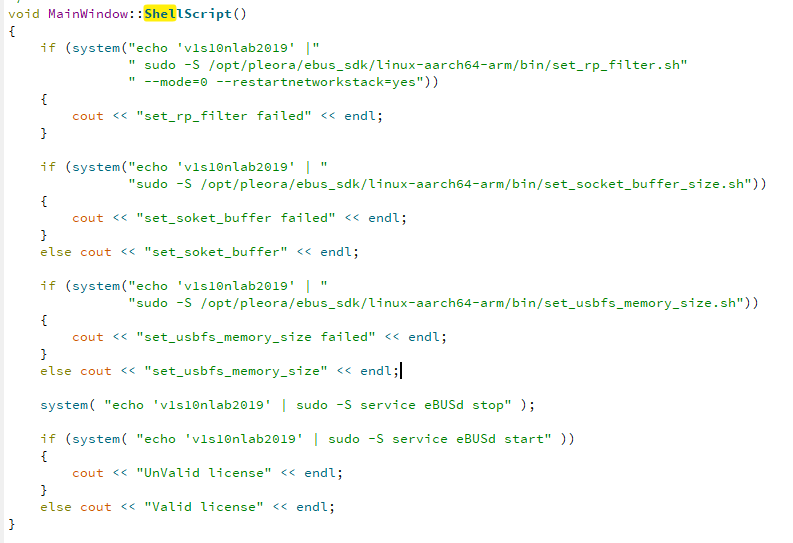 void MainWindow::ShellScript()
{
    if (system("echo 'v1s10nlab2019' |"
               " sudo -S /opt/pleora/ebus_sdk/linux-aarch64-arm/bin/set_rp_filter.sh"
               " --mode=0 --restartnetworkstack=yes"))
    {
        cout << "set_rp_filter failed" << endl;
    }
    if (system("echo 'v1s10nlab2019' | "
               "sudo -S /opt/pleora/ebus_sdk/linux-aarch64-arm/bin/set_socket_buffer_size.sh"))
    {
        cout << "set_soket_buffer failed" << endl;
    }
    else cout << "set_soket_buffer" << endl;
    if (system("echo 'v1s10nlab2019' | "
               "sudo -S /opt/pleora/ebus_sdk/linux-aarch64-arm/bin/set_usbfs_memory_size.sh"))
    {
        cout << "set_usbfs_memory_size failed" << endl;
    }
    else cout << "set_usbfs_memory_size" << endl;
    system( "echo 'v1s10nlab2019' | sudo -S service eBUSd stop" );
    if (system( "echo 'v1s10nlab2019' | sudo -S service eBUSd start" ))
    {
        cout << "UnValid license" << endl;
    }
    else cout << "Valid license" << endl;
}